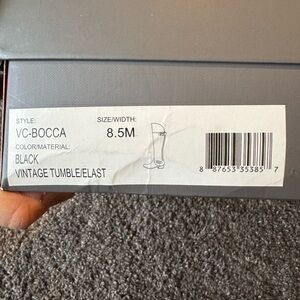 STYLE: SIZE/WIDTH:
VC-BOCCA 8.5M
COLOR/MATERIAL:
BLACK
VINTAGE TUMBLE/ELAST
8 87653 35385 7